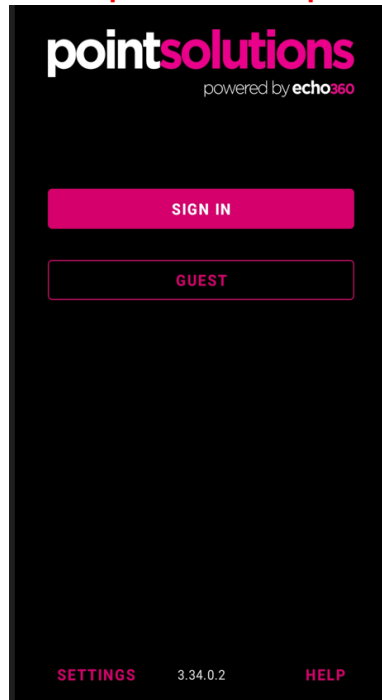 pointsolutions
powered by echo360
SIGN IN
GUEST
SETTINGS 3.34.0.2 HELP